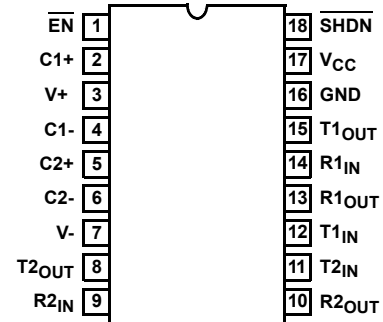 EN 1 18 SHDN
C1+ 2 17 VCC
V+ 3 16 GND
C1- 4 15 T1OUT
C2+ 5 14 R1IN
C2- 6 13 R1OUT
V- 7 12 T1IN
T2OUT 8 11 T2IN
R2IN 9 10 R2OUT